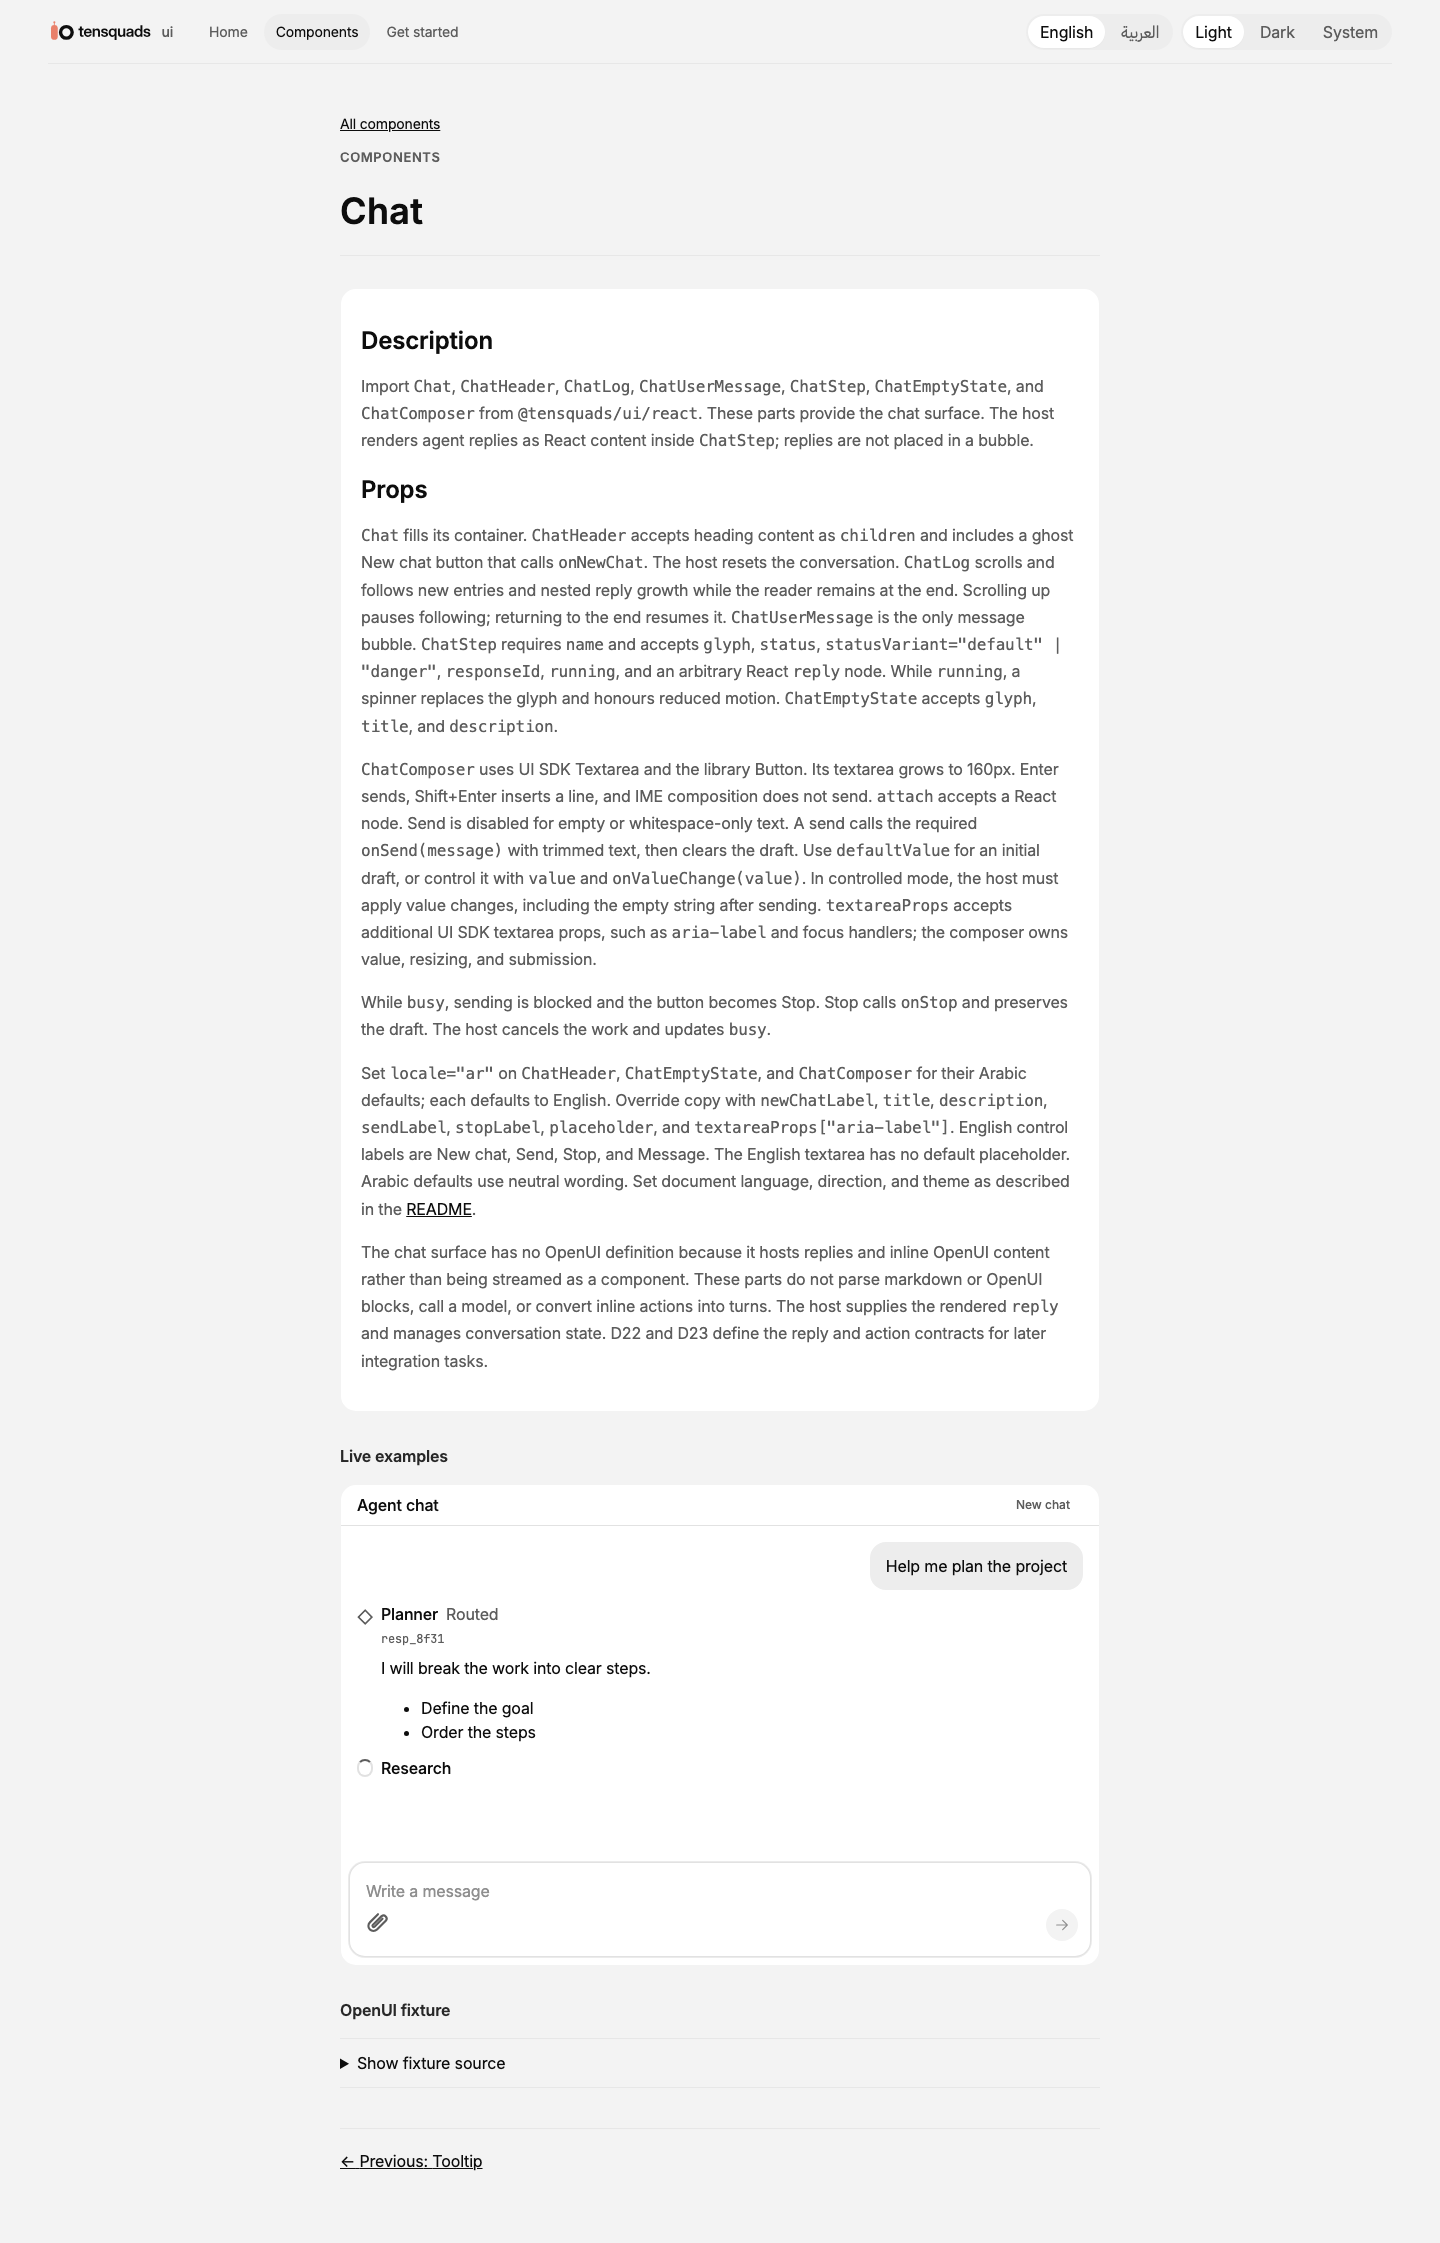 tensquads ui
Home
Components
Get started
English
العربية
Light
Dark
System
All components
COMPONENTS
Chat
Description
Import Chat, ChatHeader, ChatLog, ChatUserMessage, ChatStep, ChatEmptyState, and
ChatComposer from @tensquads/ui/react. These parts provide the chat surface. The host
renders agent replies as React content inside ChatStep; replies are not placed in a bubble.
Props
Chat fills its container. ChatHeader accepts heading content as children and includes a ghost
New chat button that calls onNewChat. The host resets the conversation. ChatLog scrolls and
follows new entries and nested reply growth while the reader remains at the end. Scrolling up
pauses following; returning to the end resumes it. ChatUserMessage is the only message
bubble. ChatStep requires name and accepts glyph, status, statusVariant="default" |
"danger", responseId, running, and an arbitrary React reply node. While running, a
spinner replaces the glyph and honours reduced motion. ChatEmptyState accepts glyph,
title, and description.
ChatComposer uses UI SDK Textarea and the library Button. Its textarea grows to 160px. Enter
sends, Shift+Enter inserts a line, and IME composition does not send. attach accepts a React
node. Send is disabled for empty or whitespace-only text. A send calls the required
onSend(message) with trimmed text, then clears the draft. Use defaultValue for an initial
draft, or control it with value and onValueChange(value). In controlled mode, the host must
apply value changes, including the empty string after sending. textareaProps accepts
additional UI SDK textarea props, such as aria-label and focus handlers; the composer owns
value, resizing, and submission.
While busy, sending is blocked and the button becomes Stop. Stop calls onStop and preserves
the draft. The host cancels the work and updates busy.
Set locale="ar" on ChatHeader, ChatEmptyState, and ChatComposer for their Arabic
defaults; each defaults to English. Override copy with newChatLabel, title, description,
sendLabel, stopLabel, placeholder, and textareaProps["aria-label"]. English control
labels are New chat, Send, Stop, and Message. The English textarea has no default placeholder.
Arabic defaults use neutral wording. Set document language, direction, and theme as described
in the README.
The chat surface has no OpenUI definition because it hosts replies and inline OpenUI content
rather than being streamed as a component. These parts do not parse markdown or OpenUI
blocks, call a model, or convert inline actions into turns. The host supplies the rendered reply
and manages conversation state. D22 and D23 define the reply and action contracts for later
integration tasks.
Live examples
Agent chat
New chat
Help me plan the project
Planner Routed
resp_8f31
I will break the work into clear steps.
• Define the goal
• Order the steps
Research
Write a message
OpenUI fixture
Show fixture source
← Previous: Tooltip